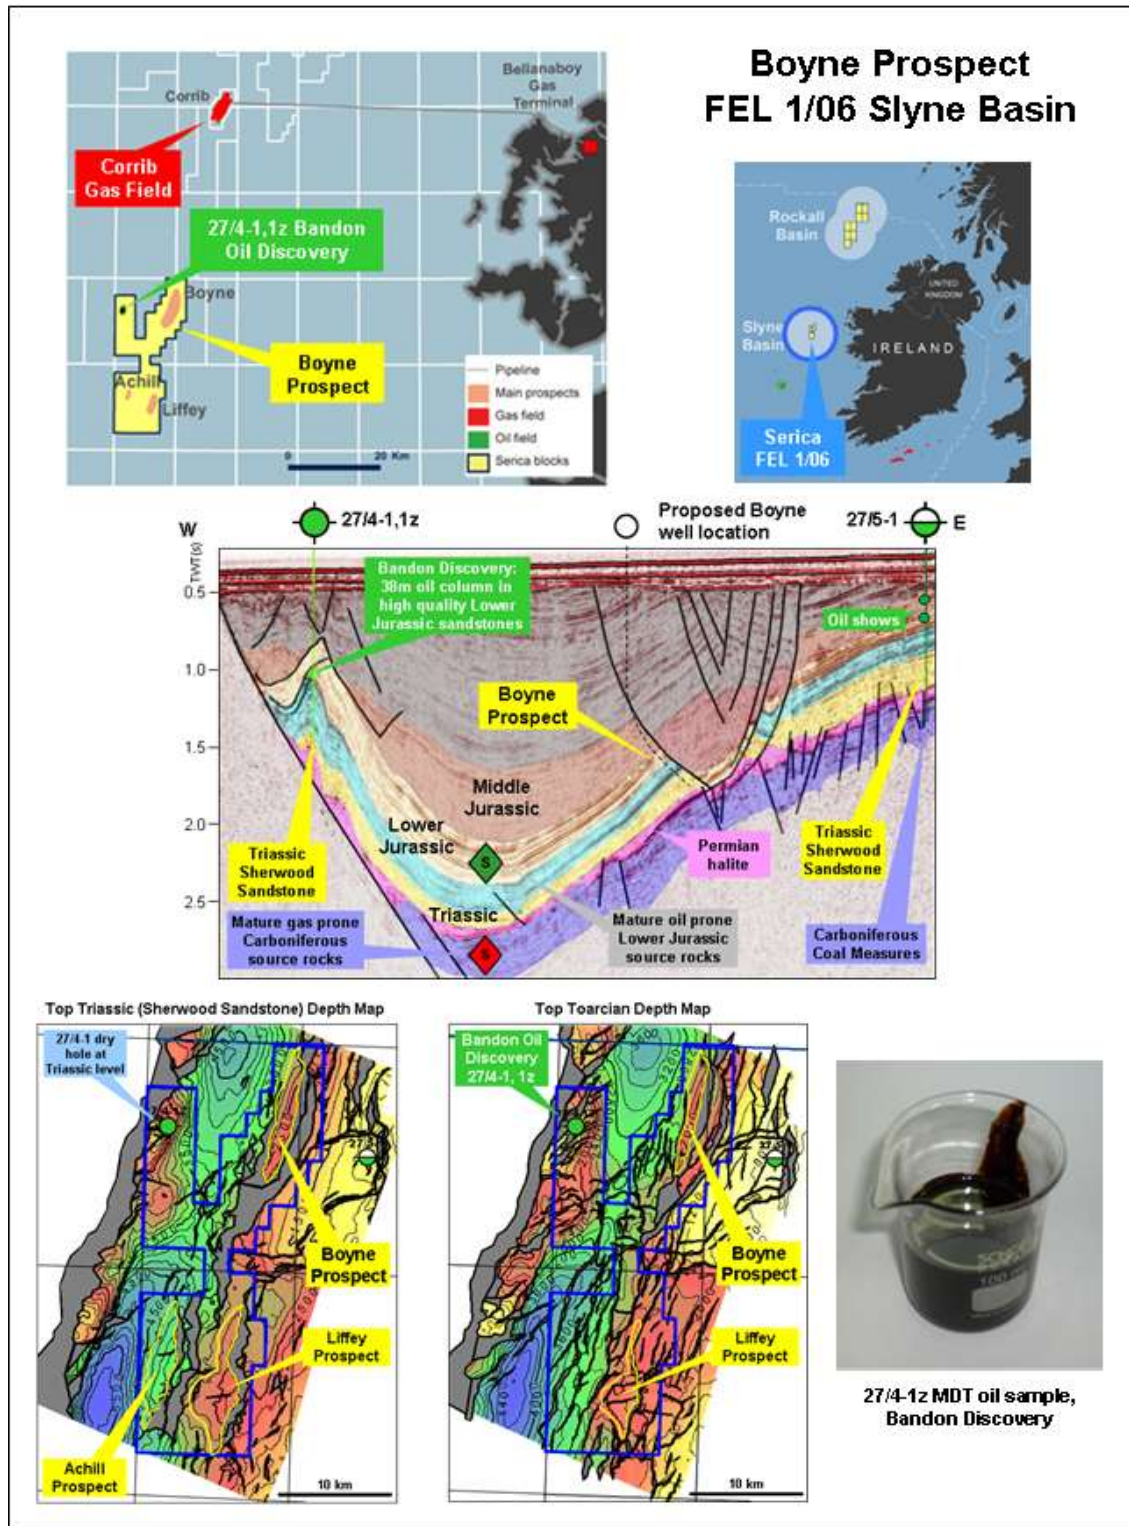 Boyne Prospect
FEL 1/06 Slyne Basin
Bellanaboy
Gas
Terminal
Corrib
Corrib
Gas Field
27/4-1,1z Bandon
Oil Discovery
Boyne
Boyne
Prospect
Achill
Liffey
Pipeline
Main prospects
Gas field
Oil field
Serica blocks
0 20 Km
Rockall
Basin
UNITED
KINGDOM
Slyne
Basin
IRELAND
Serica
FEL 1/06
W
27/4-1,1z
Proposed Boyne
well location
27/5-1
E
TWT(s)
0.5
1.0
1.5
2.0
2.5
Bandon Discovery:
38m oil column in
high quality Lower
Jurassic sandstones
Oil shows
Boyne
Prospect
Middle
Jurassic
Lower
Jurassic
S
Triassic
Sherwood
Sandstone
Permian
halite
Triassic
Sherwood
Sandstone
Triassic
Mature gas prone
Carboniferous
source rocks
S
Mature oil prone
Lower Jurassic
source rocks
Carboniferous
Coal Measures
Top Triassic (Sherwood Sandstone) Depth Map
27/4-1 dry
hole at
Triassic level
Boyne
Prospect
Liffey
Prospect
Achill
Prospect
10 km
Top Toarcian Depth Map
Bandon Oil
Discovery
27/4-1, 1z
3200
Boyne
Prospect
Liffey
Prospect
10 km
100
27/4-1z MDT oil sample,
Bandon Discovery